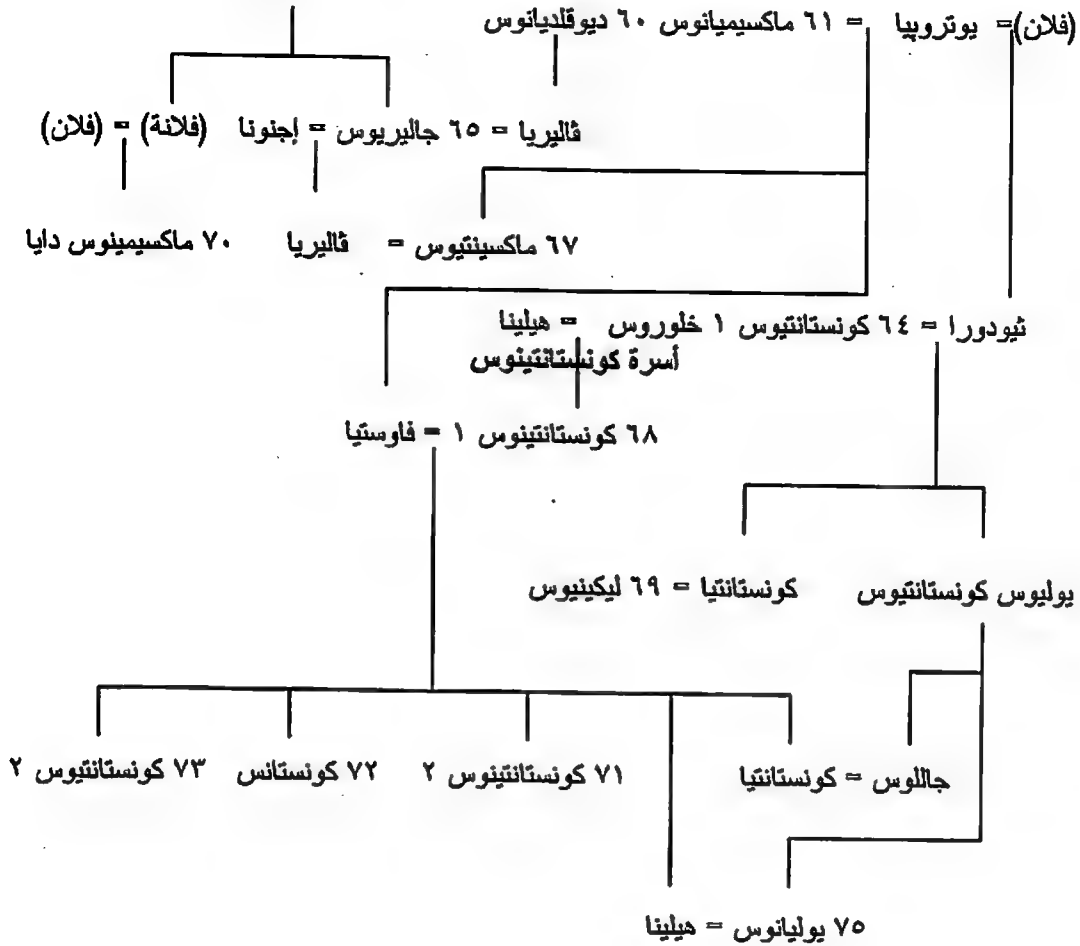 (فلان)= يوتروپيا = ٦١ ماكسيميانوس ٦٠ ديوقلديانوس
ڤاليريا = ٦٥ جاليريوس = إجنونا (فلانة) = (فلان)
٦٧ ماكسينتيوس = ڤاليريا ٧٠ ماكسيمينوس دايا
ثيودورا = ٦٤ كونستانتيوس ١ خلوروس = هيلينا
أسرة كونستانتينوس
٦٨ كونستانتينوس ١ = فاوستيا
يوليوس كونستانتيوس كونستانتيا = ٦٩ ليكينيوس
جاللوس = كونستانتيا ٧١ كونستانتينوس ٢ ٧٢ كونستانس ٧٣ كونستانتيوس ٢
٧٥ يوليانوس = هيلينا